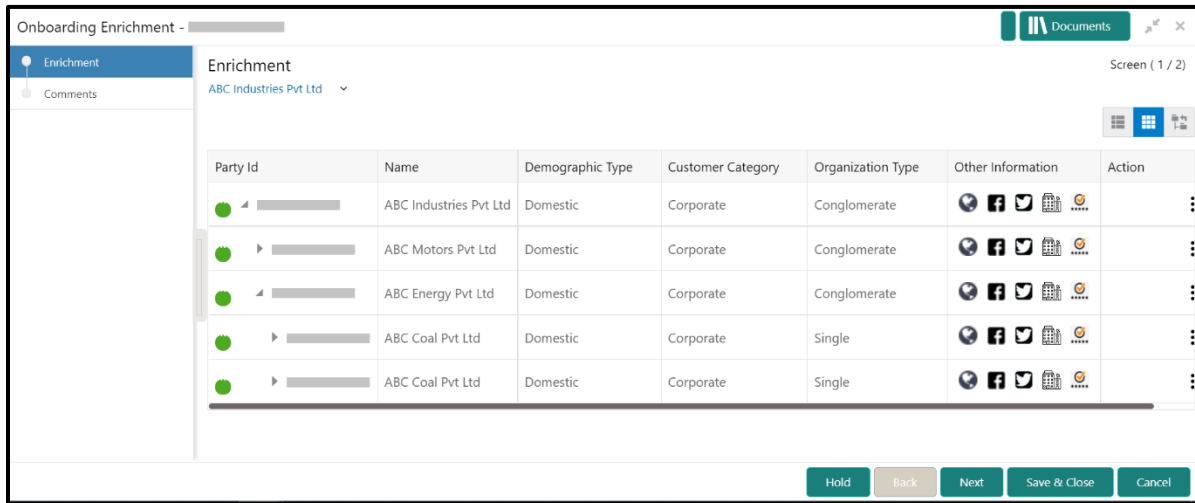 Onboarding Enrichment -
Documents
Enrichment
Comments
Enrichment
Screen ( 1 / 2)
ABC Industries Pvt Ltd
Party Id Name Demographic Type Customer Category Organization Type Other Information Action
ABC Industries Pvt Ltd Domestic Corporate Conglomerate
ABC Motors Pvt Ltd Domestic Corporate Conglomerate
ABC Energy Pvt Ltd Domestic Corporate Conglomerate
ABC Coal Pvt Ltd Domestic Corporate Single
ABC Coal Pvt Ltd Domestic Corporate Single
Hold Back Next Save & Close Cancel